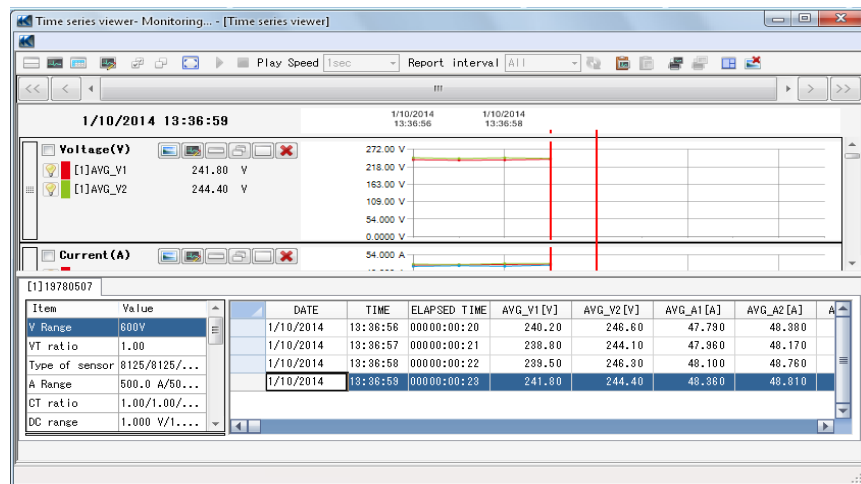 Time series viewer- Monitoring... - [Time series viewer]
Play Speed 1sec Report interval All
<< < > >>
1/10/2014 13:36:59
1/10/2014 1/10/2014
13:36:56 13:36:58
Voltage(V)
[1]AVG_V1 241.80 V
[1]AVG_V2 244.40 V
272.00 V
218.00 V
163.00 V
109.00 V
54.000 V
0.0000 V
Current(A)
54.000 A
[1]19780507
Item Value
V Range 600V
VT ratio 1.00
Type of sensor 8125/8125/...
A Range 500.0 A/50...
CT ratio 1.00/1.00/...
DC range 1.000 V/1....
DATE TIME ELAPSED TIME AVG_V1[V] AVG_V2[V] AVG_A1[A] AVG_A2[A] A
1/10/2014 13:36:56 00000:00:20 240.20 246.60 47.790 48.380
1/10/2014 13:36:57 00000:00:21 238.80 244.10 47.960 48.170
1/10/2014 13:36:58 00000:00:22 239.50 246.30 48.100 48.760
1/10/2014 13:36:59 00000:00:23 241.80 244.40 48.360 48.810